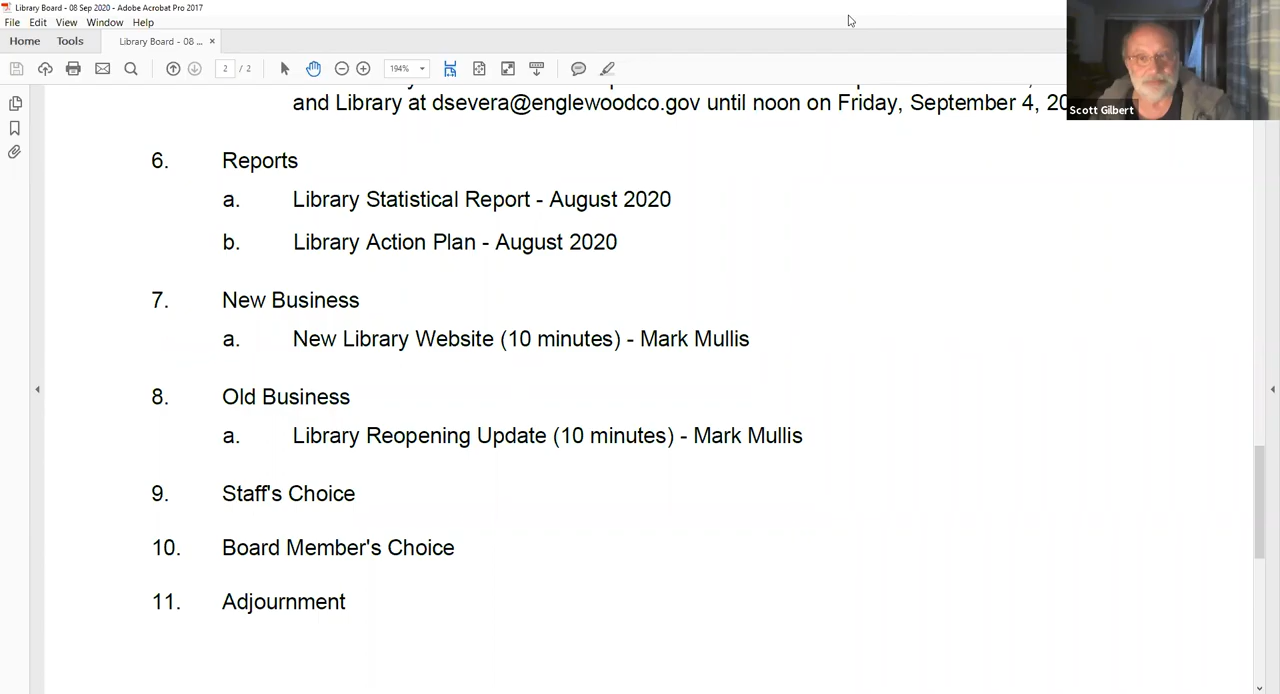 Library Board - 08 Sep 2020 - Adobe Acrobat Pro 2017
File Edit View Window Help
Home Tools Library Board - 08 ... ×
2 / 2 194%
and Library at dsevera@englewoodco.gov until noon on Friday, September 4, 20
Scott Gilbert
6. Reports
a. Library Statistical Report - August 2020
b. Library Action Plan - August 2020
7. New Business
a. New Library Website (10 minutes) - Mark Mullis
8. Old Business
a. Library Reopening Update (10 minutes) - Mark Mullis
9. Staff's Choice
10. Board Member's Choice
11. Adjournment